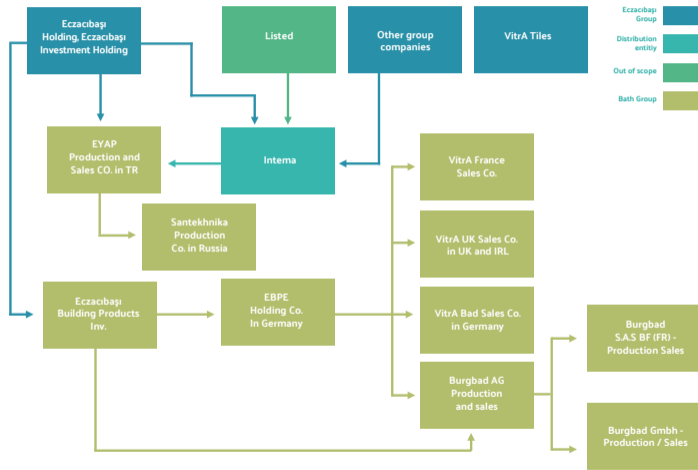 Eczacıbaşı
Holding, Eczacıbaşı
Investment Holding
Listed
Other group
companies
VitrA Tiles
Eczacıbaşı
Group
Distribution
entitiy
Out of scope
Bath Group
EYAP
Production and
Sales CO. in TR
Intema
VitrA France
Sales Co.
Santekhnika
Production
Co. in Russia
VitrA UK Sales Co.
in UK and IRL
Eczacıbaşı
Building Products
Inv.
EBPE
Holding Co.
In Germany
VitrA Bad Sales Co.
in Germany
Burgbad
S.A.S BF (FR) -
Production Sales
Burgbad AG
Production
and sales
Burgbad Gmbh -
Production / Sales